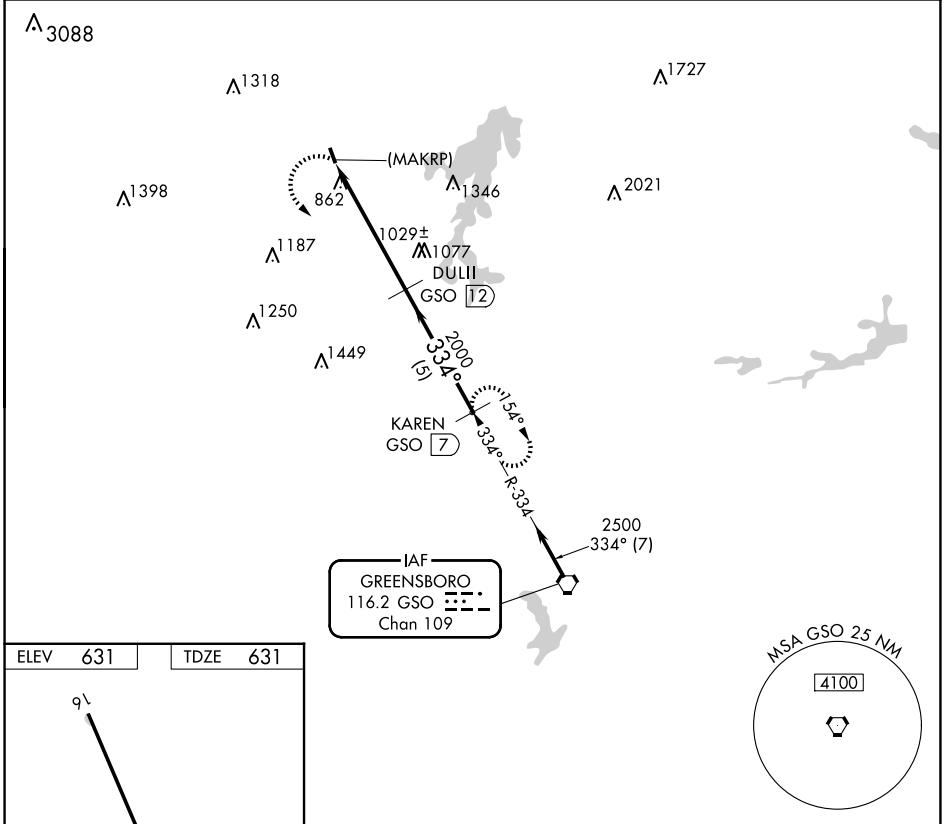 3088
1318
1727
(MAKRP)
1398
862
1346
2021
1029±
1077
1187
DULII
GSO 12
1250
2000
334°
(5)
1449
KAREN
GSO 7
154°
334°
R-334
2500
334° (7)
IAF
GREENSBORO
116.2 GSO
Chan 109
MSA GSO 25 NM
4100
ELEV 631
TDZE 631
16